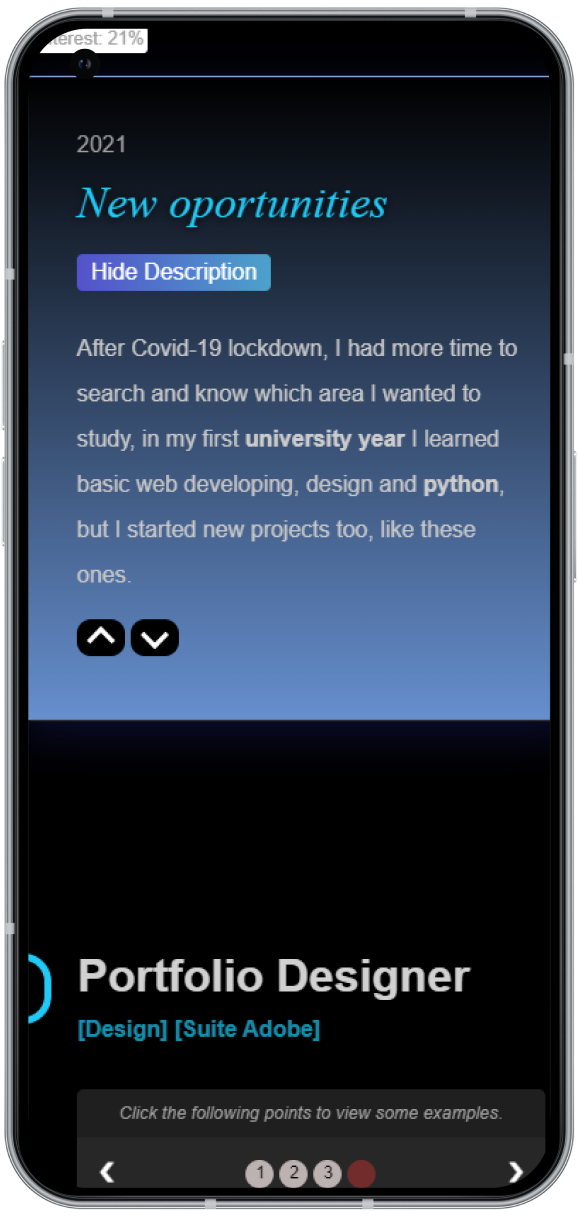 terest: 21%
2021
New oportunities
Hide Description
After Covid-19 lockdown, I had more time to
search and know which area I wanted to
study, in my first university year I learned
basic web developing, design and python,
but I started new projects too, like these
ones.
Portfolio Designer
[Design] [Suite Adobe]
Click the following points to view some examples.
1 2 3